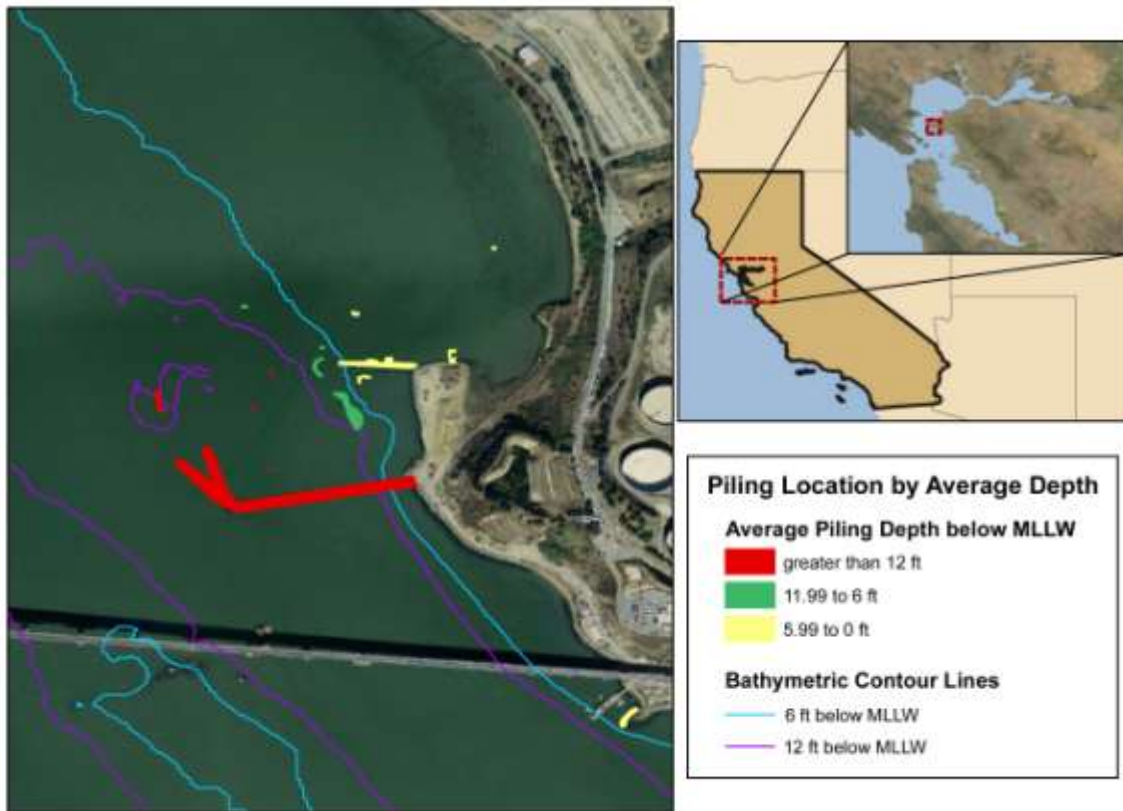 Piling Location by Average Depth
Average Piling Depth below MLLW
greater than 12 ft
11.99 to 6 ft
5.99 to 0 ft
Bathymetric Contour Lines
6 ft below MLLW
12 ft below MLLW